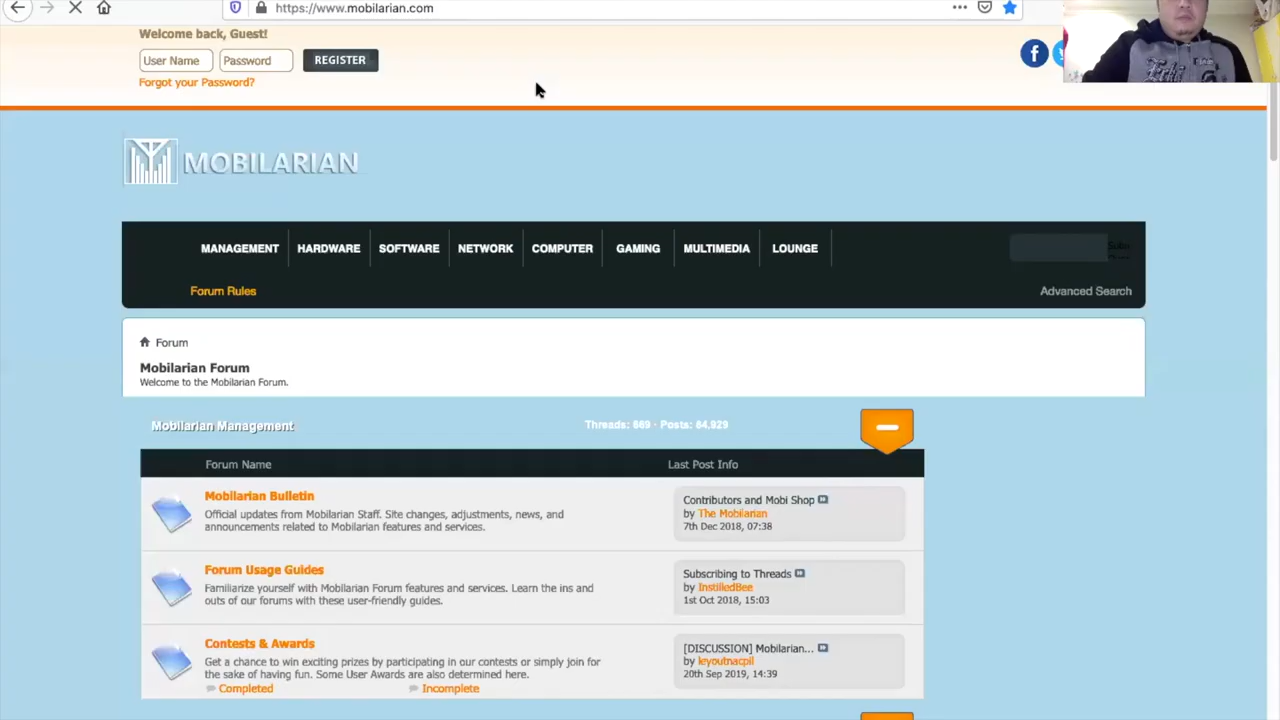 https://www.mobilarian.com
Welcome back, Guest!
User Name
Password
REGISTER
Forgot your Password?
MOBILARIAN
MANAGEMENT
HARDWARE
SOFTWARE
NETWORK
COMPUTER
GAMING
MULTIMEDIA
LOUNGE
Forum Rules
Advanced Search
Forum
Mobilarian Forum
Welcome to the Mobilarian Forum.
Mobilarian Management
Threads: 669 · Posts: 64,929
Forum Name
Last Post Info
Mobilarian Bulletin
Official updates from Mobilarian Staff. Site changes, adjustments, news, and
announcements related to Mobilarian features and services.
Contributors and Mobi Shop
by The Mobilarian
7th Dec 2018, 07:38
Forum Usage Guides
Familiarize yourself with Mobilarian Forum features and services. Learn the ins and
outs of our forums with these user-friendly guides.
Subscribing to Threads
by InstilledBee
1st Oct 2018, 15:03
Contests & Awards
Get a chance to win exciting prizes by participating in our contests or simply join for
the sake of having fun. Some User Awards are also determined here.
Completed
Incomplete
[DISCUSSION] Mobilarian...
by leyoutnacpil
20th Sep 2019, 14:39